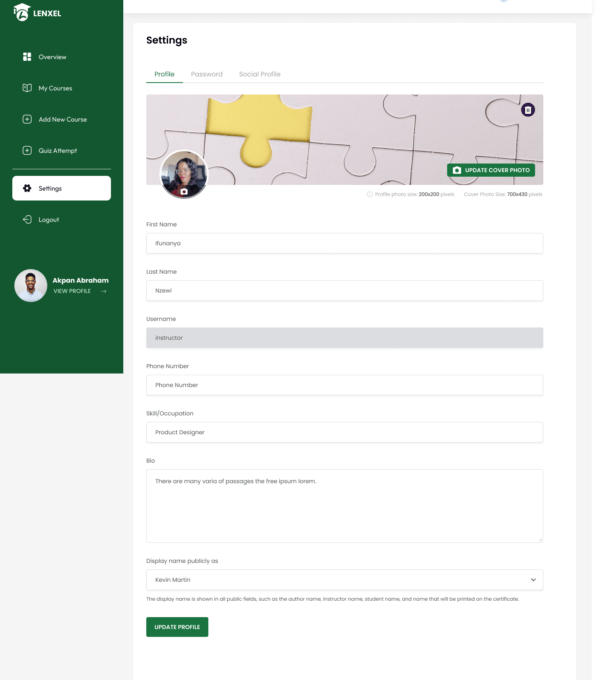 LENXEL
Overview
My Courses
Add New Course
Quiz Attempt
Settings
Logout
Akpan Abraham
VIEW PROFILE →
Settings
Profile Password Social Profile
UPDATE COVER PHOTO
Profile photo size: 200x200 pixels Cover Photo Size: 700x430 pixels
First Name
Ifunanya
Last Name
Nzewi
Username
instructor
Phone Number
Phone Number
Skill/Occupation
Product Designer
Bio
There are many varia of passages the free ipsum lorem.
Display name publicly as
Kevin Martin
The display name is shown in all public fields, such as the author name, instructor name, student name, and name that will be printed on the certificate.
UPDATE PROFILE